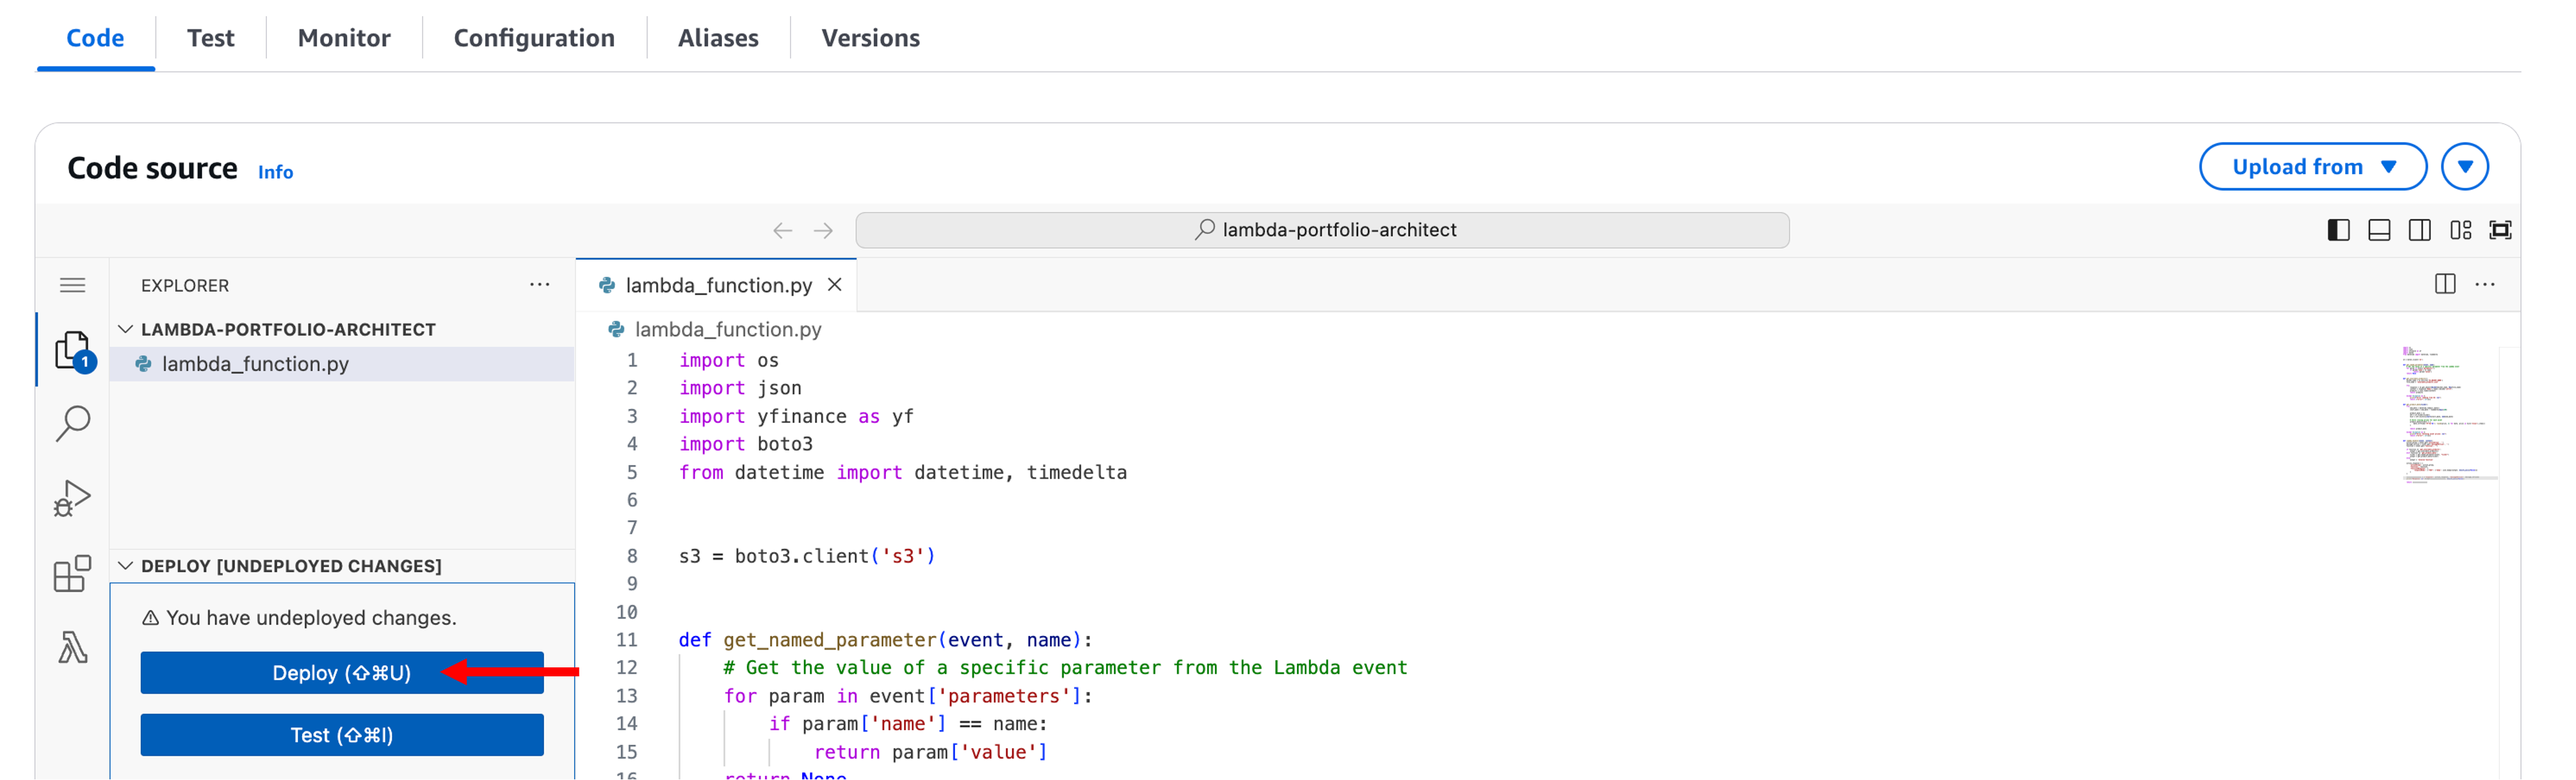 Code Test Monitor Configuration Aliases Versions
Code source Info
Upload from
lambda-portfolio-architect
EXPLORER
LAMBDA-PORTFOLIO-ARCHITECT
lambda_function.py
1
DEPLOY [UNDEPLOYED CHANGES]
You have undeployed changes.
Deploy (⇧⌘U)
Test (⇧⌘I)
lambda_function.py
lambda_function.py
1 import os
2 import json
3 import yfinance as yf
4 import boto3
5 from datetime import datetime, timedelta
6
7
8 s3 = boto3.client('s3')
9
10
11 def get_named_parameter(event, name):
12     # Get the value of a specific parameter from the Lambda event
13     for param in event['parameters']:
14         if param['name'] == name:
15             return param['value']
16     return None